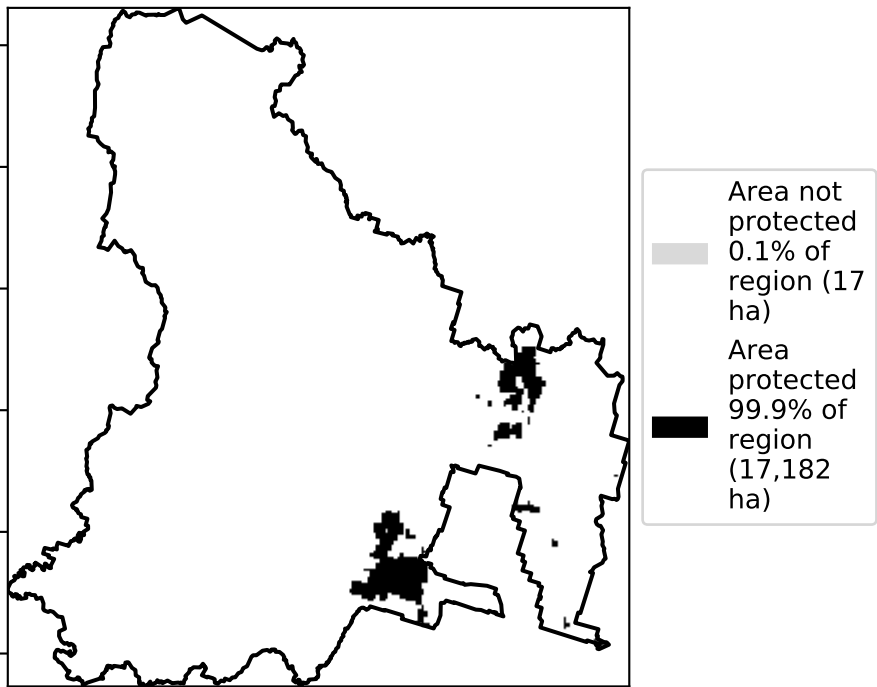 Area not
protected
0.1% of
region (17
ha)
Area
protected
99.9% of
region
(17,182
ha)